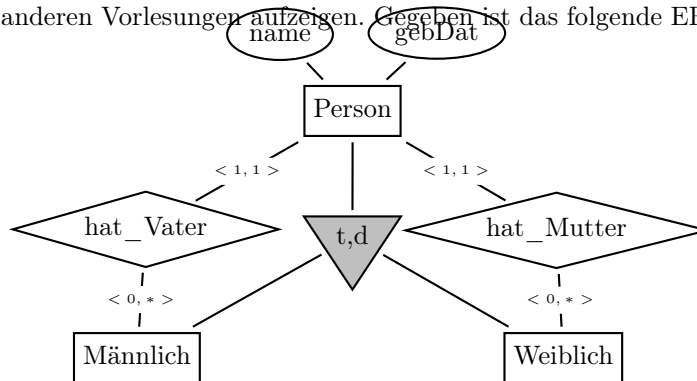 anderen Vorlesungen aufzeigen. Gegeben ist das folgende
name gebDat
Person
< 1, 1 > < 1, 1 >
hat_Vater t,d hat_Mutter
< 0, ∗ > < 0, ∗ >
Männlich Weiblich